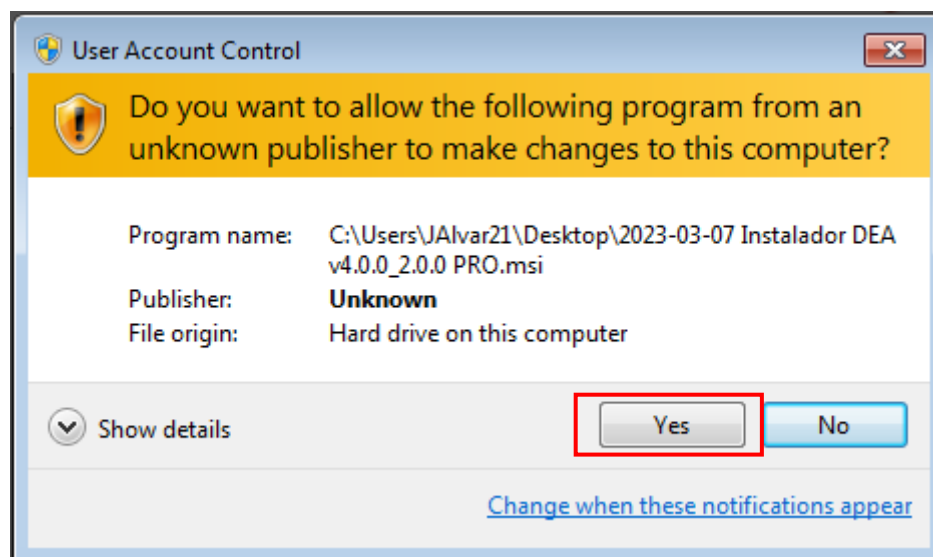 User Account Control
Do you want to allow the following program from an
unknown publisher to make changes to this computer?
Program name: C:\Users\JAlvar21\Desktop\2023-03-07 Instalador DEA
v4.0.0_2.0.0 PRO.msi
Publisher: Unknown
File origin: Hard drive on this computer
Show details Yes No
Change when these notifications appear